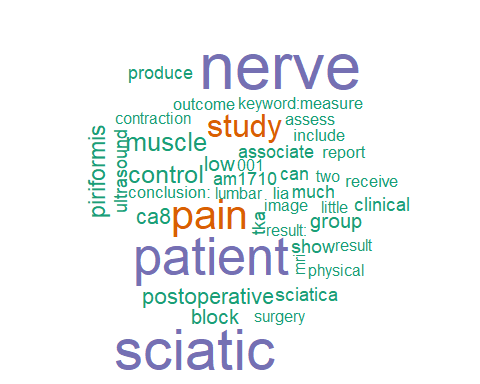 nerve
produce
outcome keyword:measure
contraction study assess
piriformis ultrasound muscle include
associate report
control low 001
am1710 can two receive
conclusion: lumbar lia much
ca8 pain tka image little clinical
result: group
patient show result
mri physical
postoperative sciatica
block surgery
sciatic